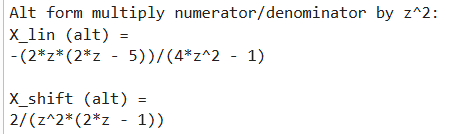 Alt form multiply numerator/denominator by z^2:
X_lin (alt) =
-(2*z*(2*z - 5))/(4*z^2 - 1)
X_shift (alt) =
2/(z^2*(2*z - 1))